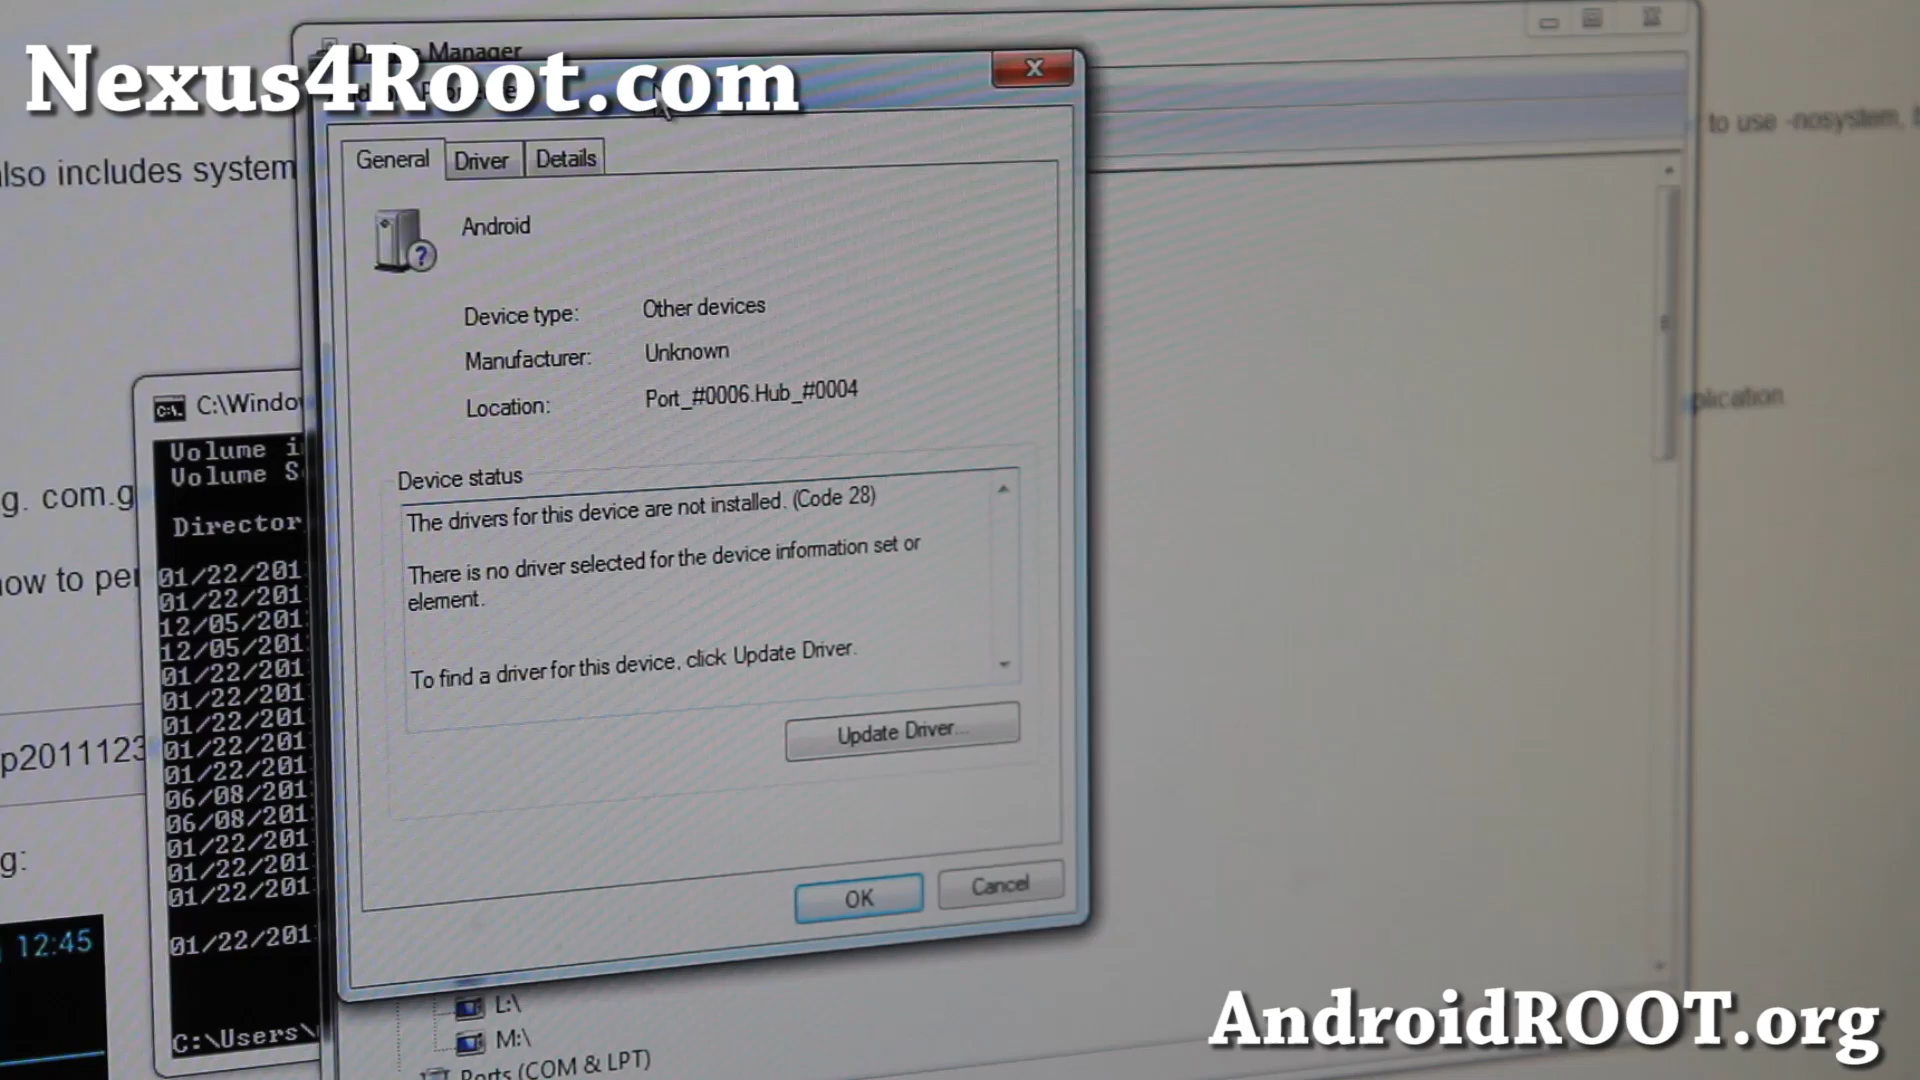 Nexus4Root.com
Device Manager
to use -nosystem,
also includes system
General
Driver
Details
Android
Device type: Other devices
Manufacturer: Unknown
Location: Port_#0006.Hub_#0004
plication
C:\Windo
Volume i
Volume S
g. com.g
Director
Device status
The drivers for this device are not installed. (Code 28)
There is no driver selected for the device information set or
element.
To find a driver for this device, click Update Driver.
Update Driver...
how to per
01/22/201
01/22/201
12/05/201
12/05/201
01/22/201
01/22/201
01/22/201
p2011123
01/22/201
01/22/201
06/08/201
06/08/201
01/22/201
g:
01/22/201
01/22/201
OK
Cancel
12:45
01/22/201
L:\
M:\
C:\Users\
Ports (COM & LPT)
AndroidROOT.org